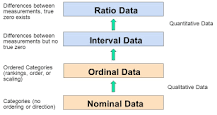 Differences between
measurements, true
zero exists
Ratio Data
Quantitative Data
Differences between
measurements but no
true zero
Interval Data
Ordered Categories
(rankings, order, or
scaling)
Ordinal Data
Qualitative Data
Categories (no
ordering or direction)
Nominal Data